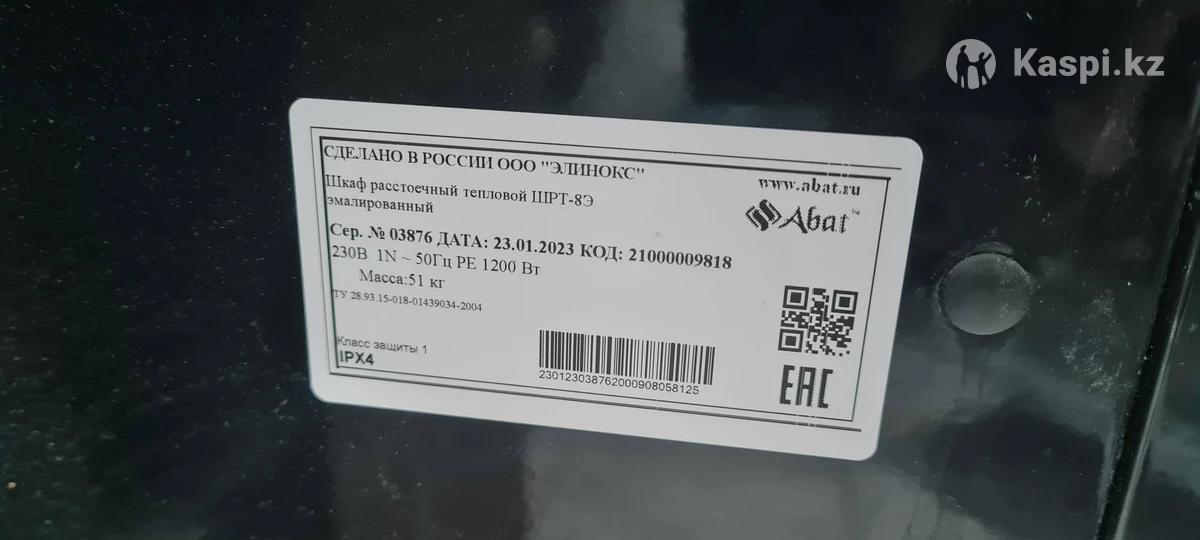 Kaspi.kz
СДЕЛАНО В РОССИИ ООО "ЭЛИНОКС"
www.abat.ru
Шкаф расстоечный тепловой ШРТ-8Э
эмалированный
Abat™
Сер. № 03876 ДАТА: 23.01.2023 КОД: 21000009818
230В 1N ~ 50Гц PE 1200 Вт
Масса:51 кг
ТУ 28.93.15-018-01439034-2004
Класс защиты 1
IPX4
230123038762000908058125
EAC